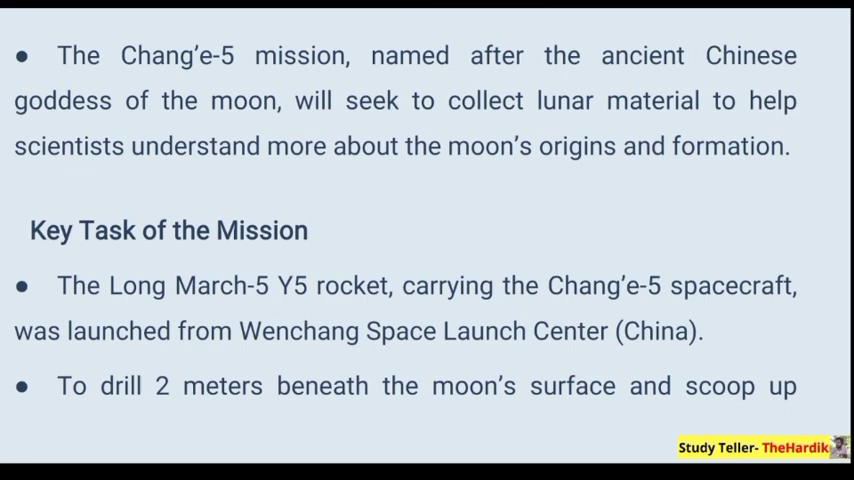 ● The Chang’e-5 mission, named after the ancient Chinese
goddess of the moon, will seek to collect lunar material to help
scientists understand more about the moon’s origins and formation.
Key Task of the Mission
● The Long March-5 Y5 rocket, carrying the Chang’e-5 spacecraft,
was launched from Wenchang Space Launch Center (China).
● To drill 2 meters beneath the moon’s surface and scoop up
Study Teller- TheHardik